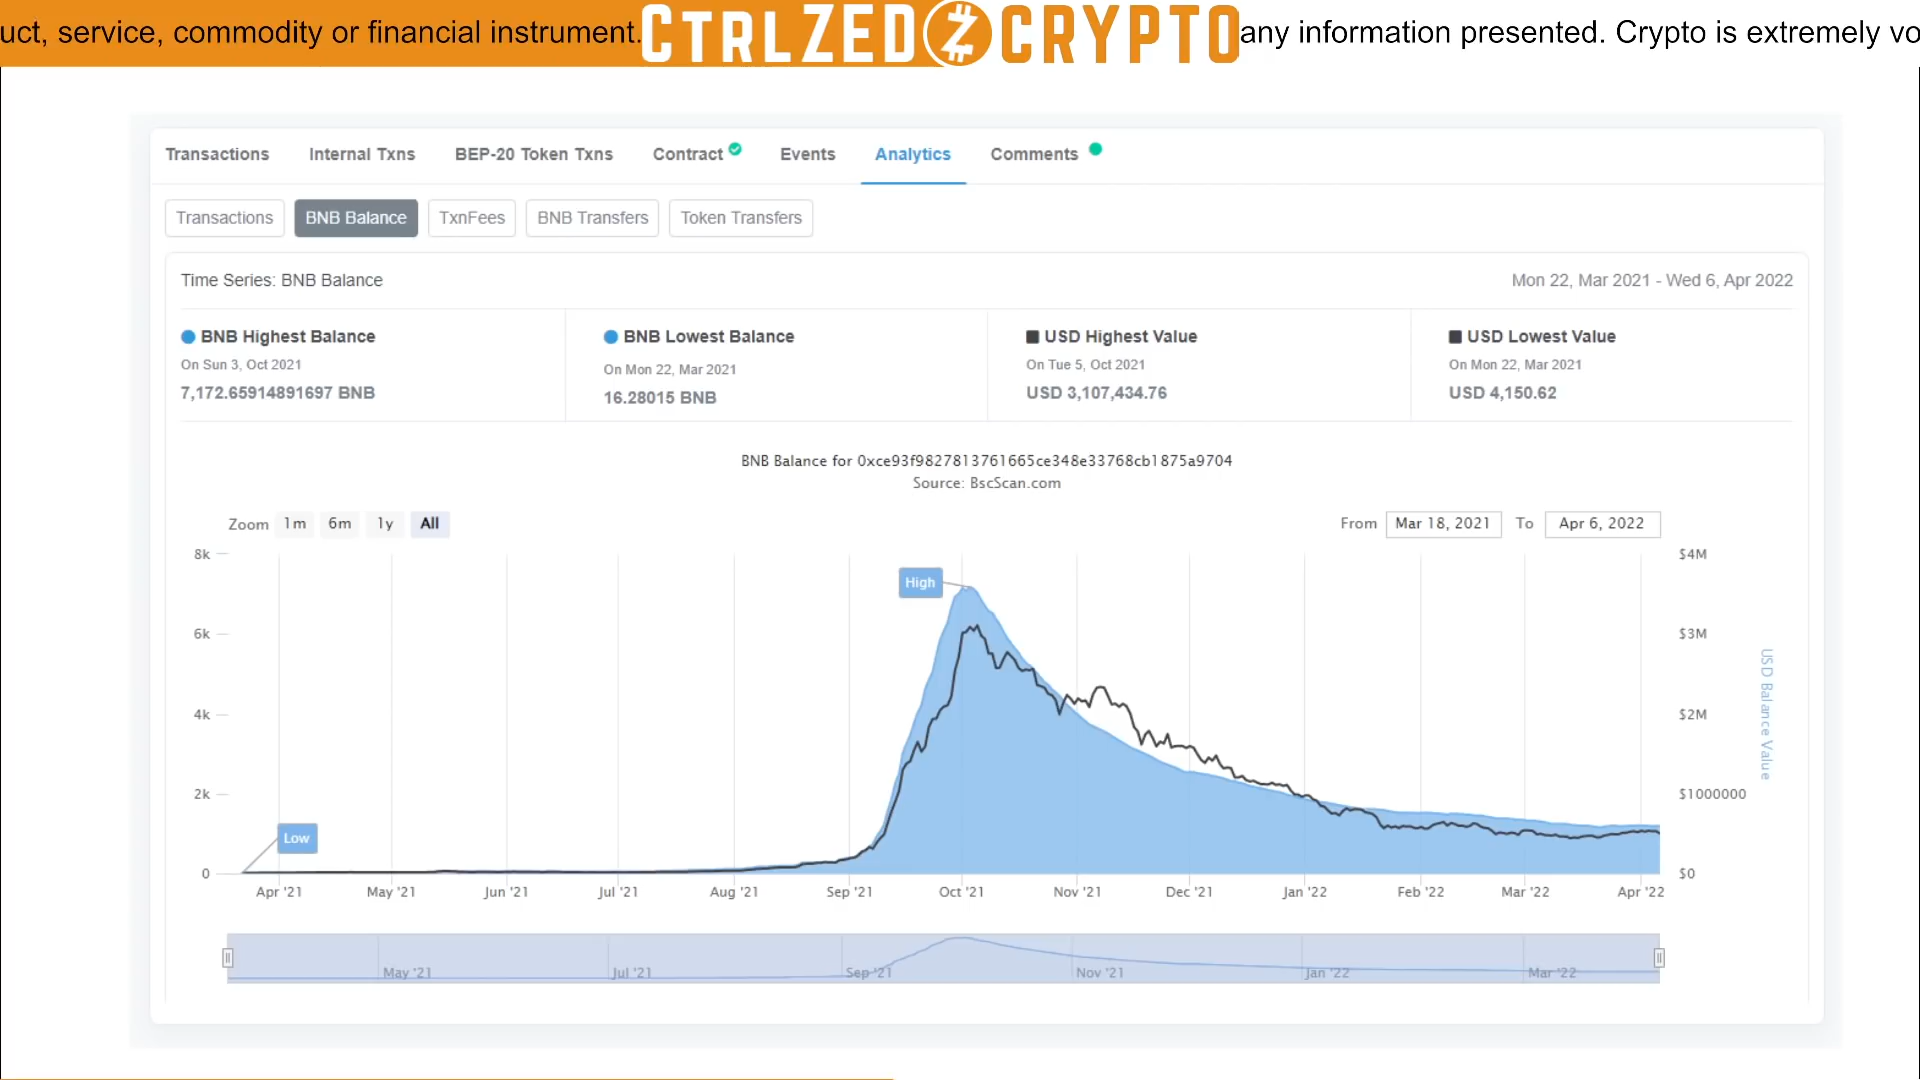 uct, service, commodity or financial instrument. CTRLZED CRYPTO any information presented. Crypto is extremely vo
Transactions Internal Txns BEP-20 Token Txns Contract Events Analytics Comments
Transactions BNB Balance TxnFees BNB Transfers Token Transfers
Time Series: BNB Balance Mon 22, Mar 2021 - Wed 6, Apr 2022
BNB Highest Balance BNB Lowest Balance USD Highest Value USD Lowest Value
On Sun 3, Oct 2021 On Mon 22, Mar 2021 On Tue 5, Oct 2021 On Mon 22, Mar 2021
7,172.65914891697 BNB 16.28015 BNB USD 3,107,434.76 USD 4,150.62
BNB Balance for 0xce93f9827813761665ce348e33768cb1875a9704
Source: BscScan.com
Zoom 1m 6m 1y All From Mar 18, 2021 To Apr 6, 2022
8k $4M
High
6k $3M
USD Balance Value
4k $2M
2k $1000000
Low
0 $0
Apr '21 May '21 Jun '21 Jul '21 Aug '21 Sep '21 Oct '21 Nov '21 Dec '21 Jan '22 Feb '22 Mar '22 Apr '22
May '21 Jul '21 Sep '21 Nov '21 Jan '22 Mar '22